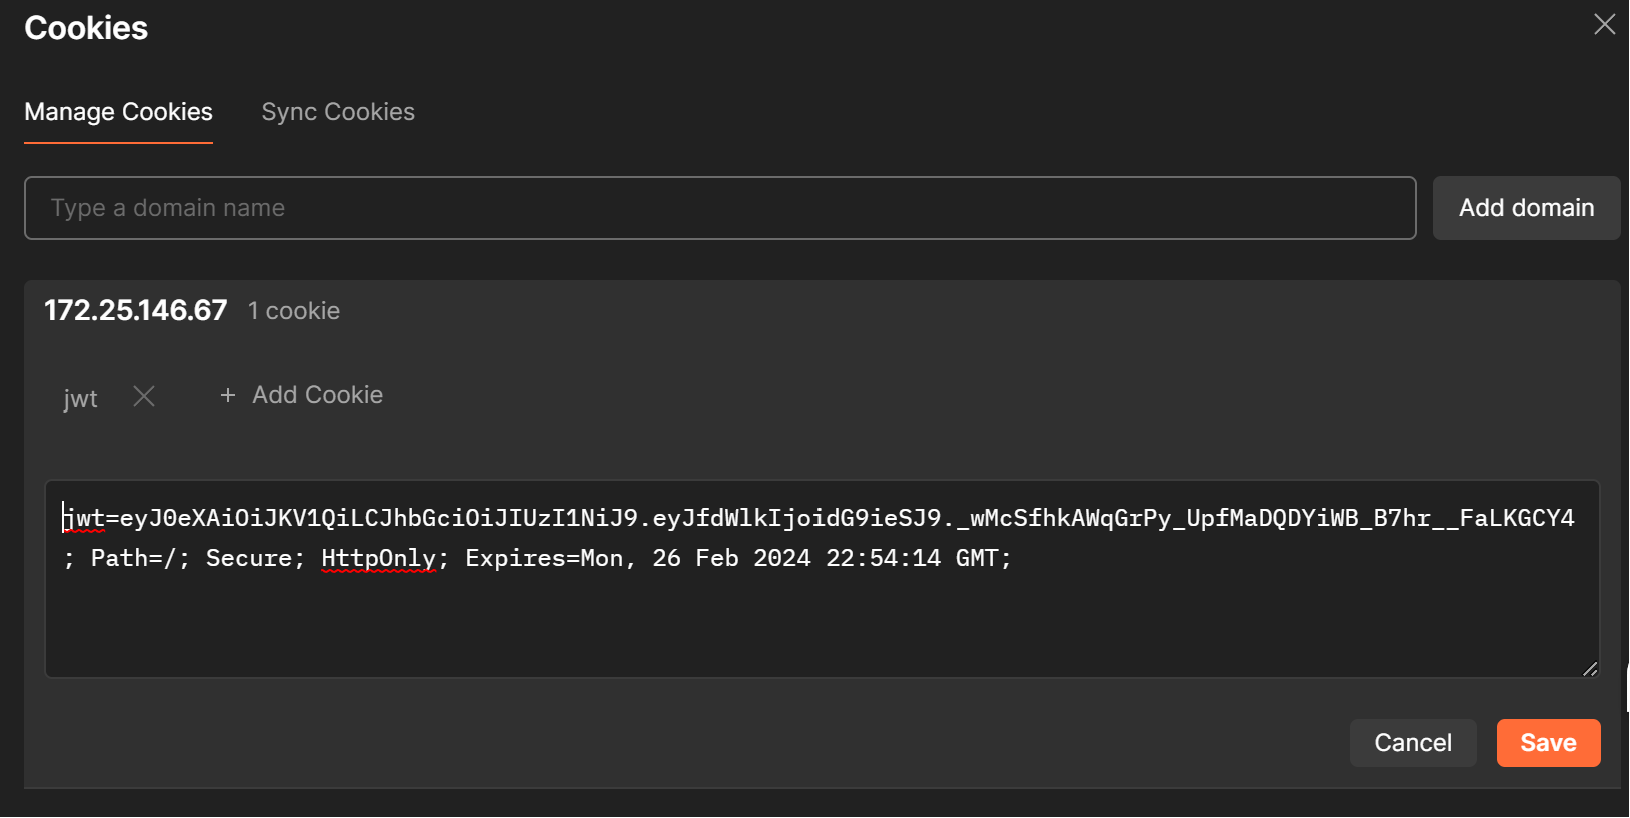 Cookies
Manage Cookies
Sync Cookies
Type a domain name
Add domain
172.25.146.67 1 cookie
jwt
+ Add Cookie
jwt=eyJ0eXAiOiJKV1QiLCJhbGciOiJIUzI1NiJ9.eyJfdWlkIjoidG9ieSJ9._wMcSfhkAWqGrPy_UpfMaDQDYiWB_B7hr__FaLKGCY4
; Path=/; Secure; HttpOnly; Expires=Mon, 26 Feb 2024 22:54:14 GMT;
Cancel
Save